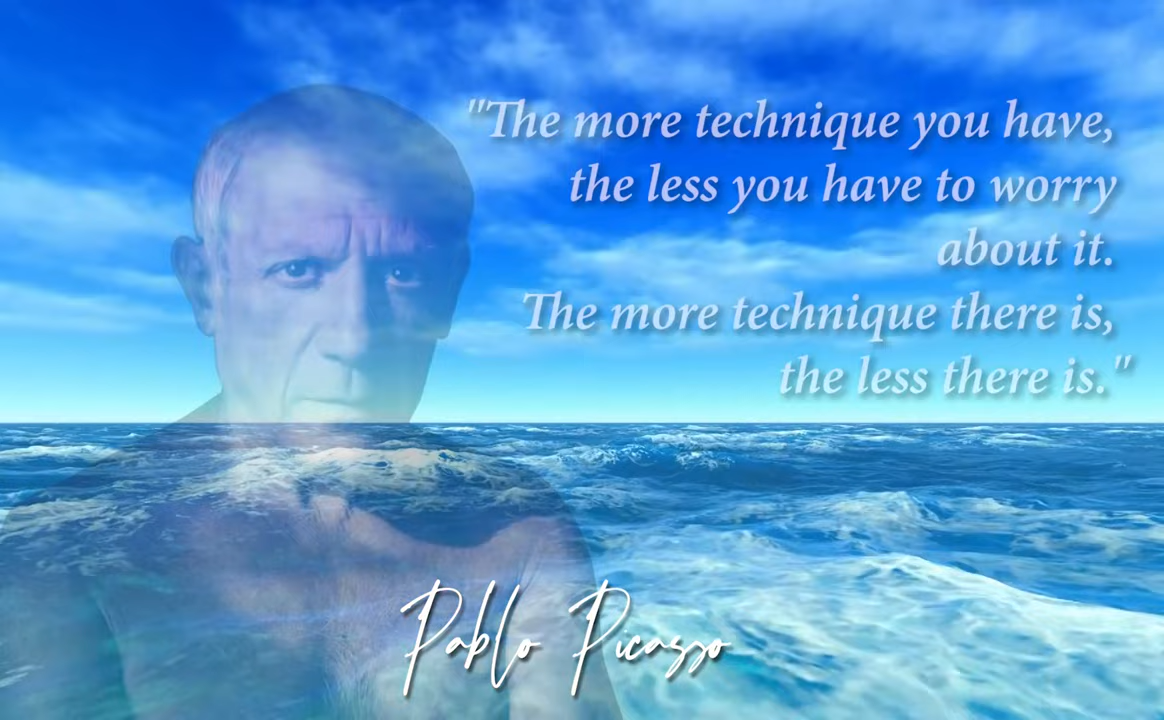 "The more technique you have,
the less you have to worry
about it.
The more technique there is,
the less there is."
Pablo Picasso